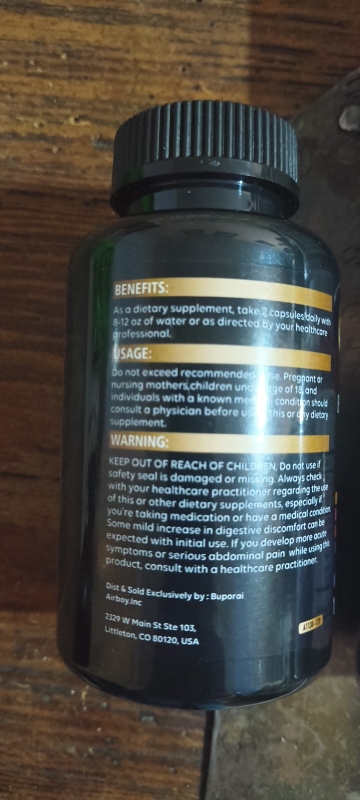 BENEFITS:
As a dietary supplement, take 2 capsules daily with
8-12 oz of water or as directed by your healthcare
professional.
USAGE:
Do not exceed recommended Pregnant or
nursing mothers,children under age of 18, and
individuals with a known medical condition should
consult a physician before using this or any dietary
supplement.
WARNING:
KEEP OUT OF REACH OF CHILDREN, Do not use if
safety seal is damaged or missing. Always check
with your healthcare practitioner regarding the use
of this or other dietary supplements, especially if
you're taking medication or have a medical condition.
Some mild increase in digestive discomfort can be
expected with initial use. If you develop more acute
symptoms or serious abdominal pain while using this
product, consult with a healthcare practitioner.
Dist & Sold Exclusively by : Buporai
Airboy.Inc
2329 W Main St Ste 103,
Littleton, CO 80120, USA